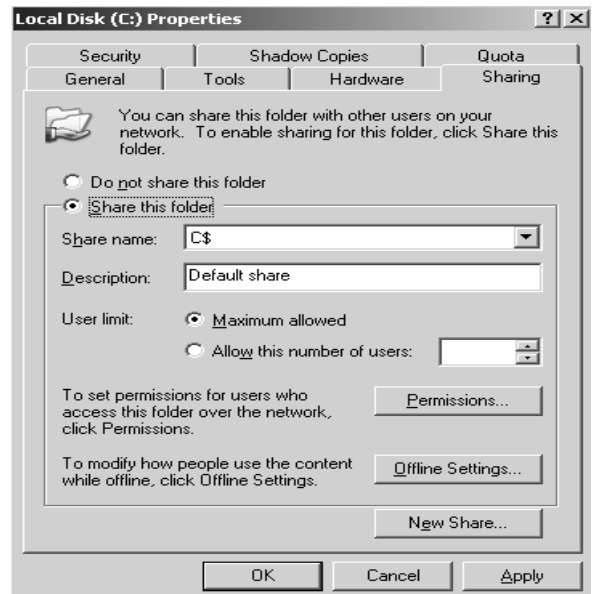 Local Disk (C:) Properties
? ×
Security Shadow Copies Quota
General Tools Hardware Sharing
You can share this folder with other users on your
network. To enable sharing for this folder, click Share this
folder.
Do not share this folder
Share this folder
Share name: C$
Description: Default share
User limit: Maximum allowed
Allow this number of users:
To set permissions for users who
access this folder over the network,
click Permissions.
Permissions...
To modify how people use the content
while offline, click Offline Settings.
Offline Settings...
New Share...
OK Cancel Apply